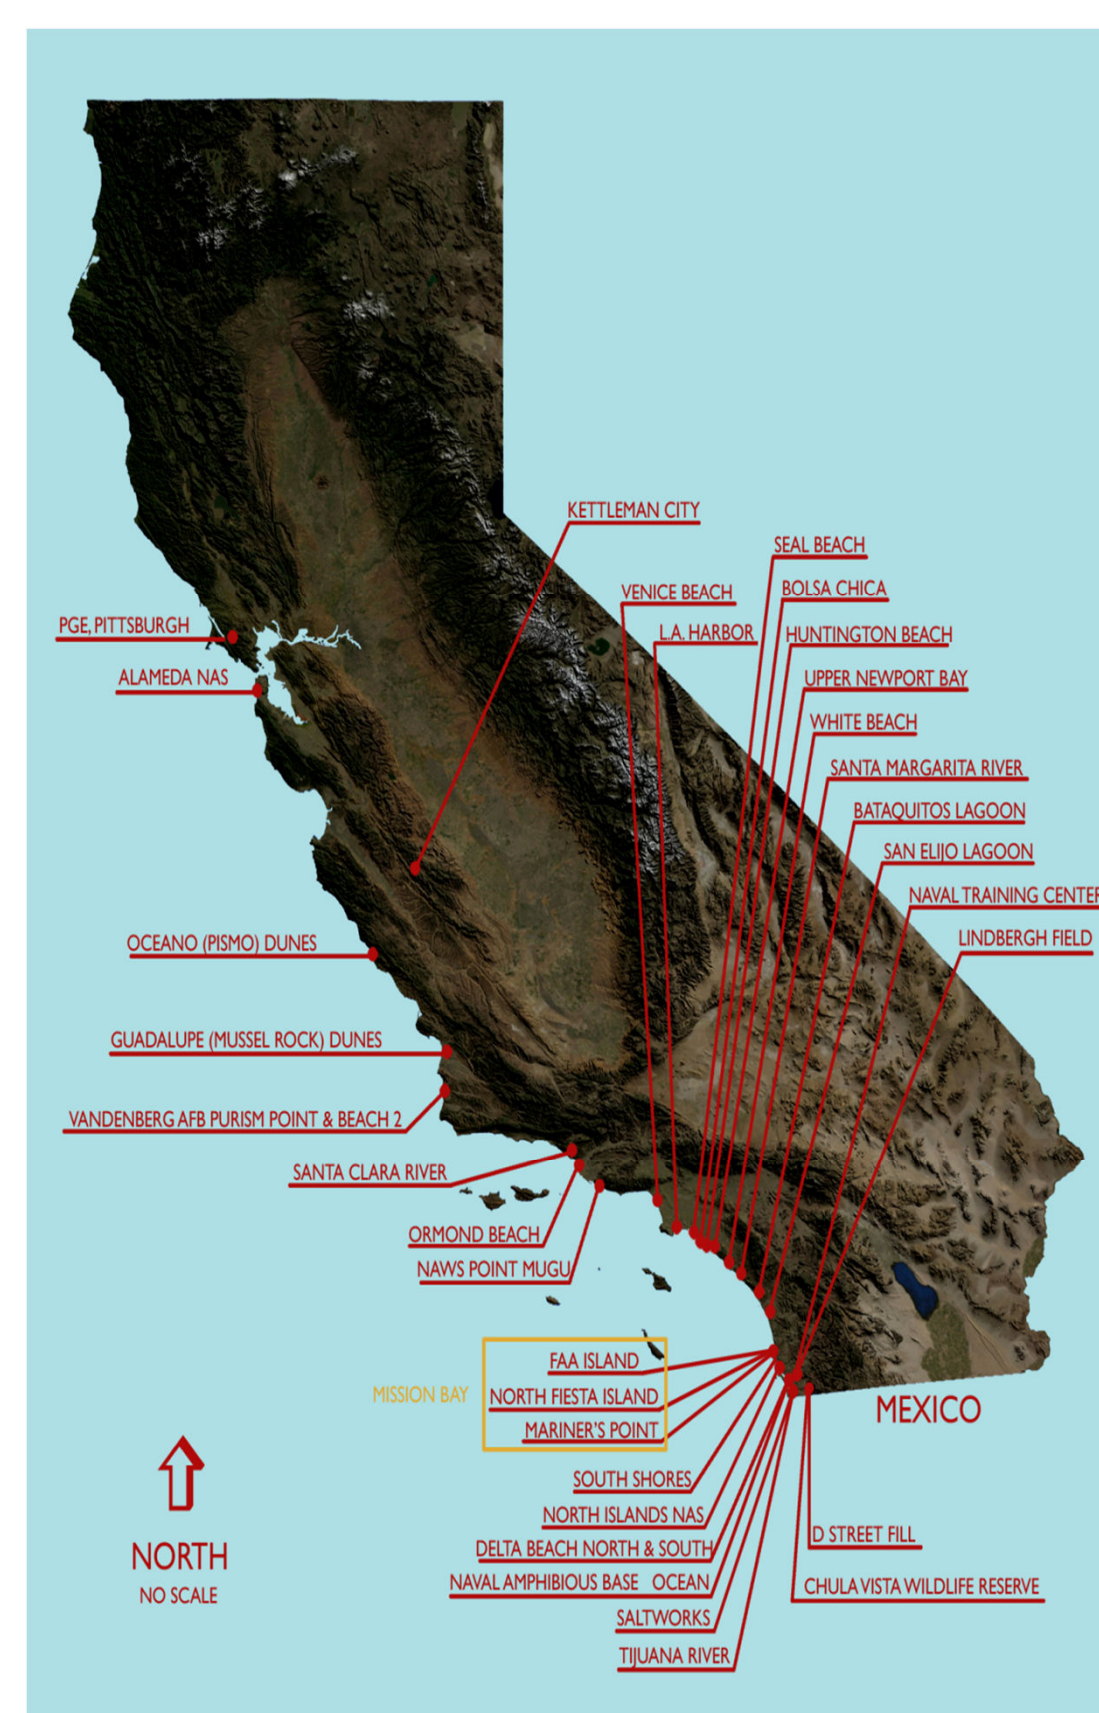 KETTLEMAN CITY
SEAL BEACH
VENICE BEACH
BOLSA CHICA
PGE, PITTSBURGH
L.A. HARBOR
HUNTINGTON BEACH
ALAMEDA NAS
UPPER NEWPORT BAY
WHITE BEACH
SANTA MARGARITA RIVER
BATAQUITOS LAGOON
SAN ELIJO LAGOON
NAVAL TRAINING CENTER
OCEANO (PISMO) DUNES
LINDBERGH FIELD
GUADALUPE (MUSSEL ROCK) DUNES
VANDENBERG AFB PURISM POINT & BEACH 2
SANTA CLARA RIVER
ORMOND BEACH
NAWS POINT MUGU
FAA ISLAND
MISSION BAY
NORTH FIESTA ISLAND
MARINER'S POINT
MEXICO
SOUTH SHORES
NORTH ISLANDS NAS
D STREET FILL
DELTA BEACH NORTH & SOUTH
NAVAL AMPHIBIOUS BASE OCEAN
CHULA VISTA WILDLIFE RESERVE
SALTWORKS
TIJUANA RIVER
NORTH
NO SCALE